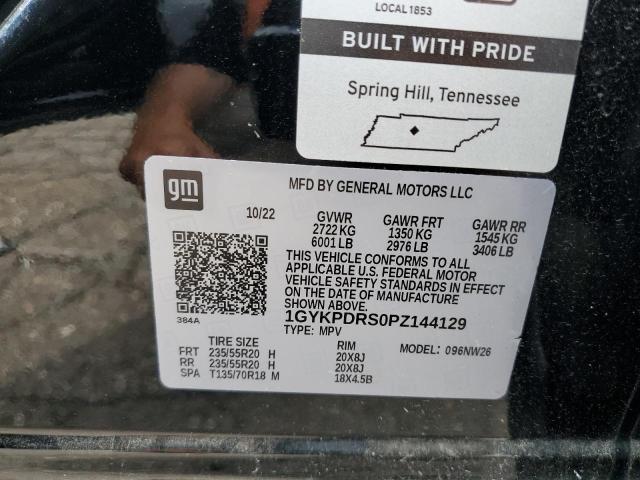 LOCAL 1853
BUILT WITH PRIDE
Spring Hill, Tennessee
gm
MFD BY GENERAL MOTORS LLC
10/22
GVWR
2722 KG
6001 LB
GAWR FRT
1350 KG
2976 LB
GAWR RR
1545 KG
3406 LB
THIS VEHICLE CONFORMS TO ALL
APPLICABLE U.S. FEDERAL MOTOR
VEHICLE SAFETY STANDARDS IN EFFECT
ON THE DATE OF MANUFACTURE
SHOWN ABOVE.
384A
1GYKPDRS0PZ144129
TYPE: MPV
TIRE SIZE RIM MODEL: 096NW26
FRT 235/55R20 H 20X8J
RR 235/55R20 H 20X8J
SPA T135/70R18 M 18X4.5B